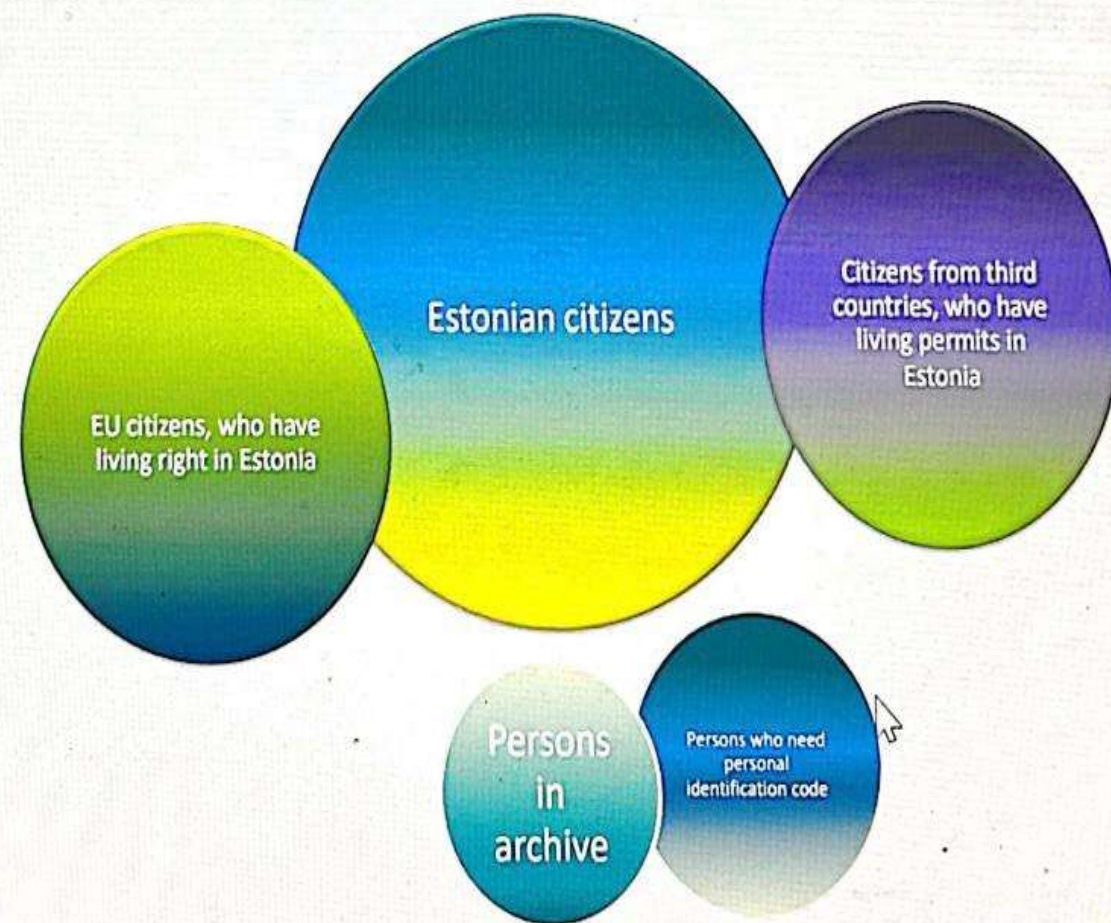 Estonian citizens
Citizens from third
countries, who have
living permits in
Estonia
EU citizens, who have
living right in Estonia
Persons
in
archive
Persons who need
personal
identification code